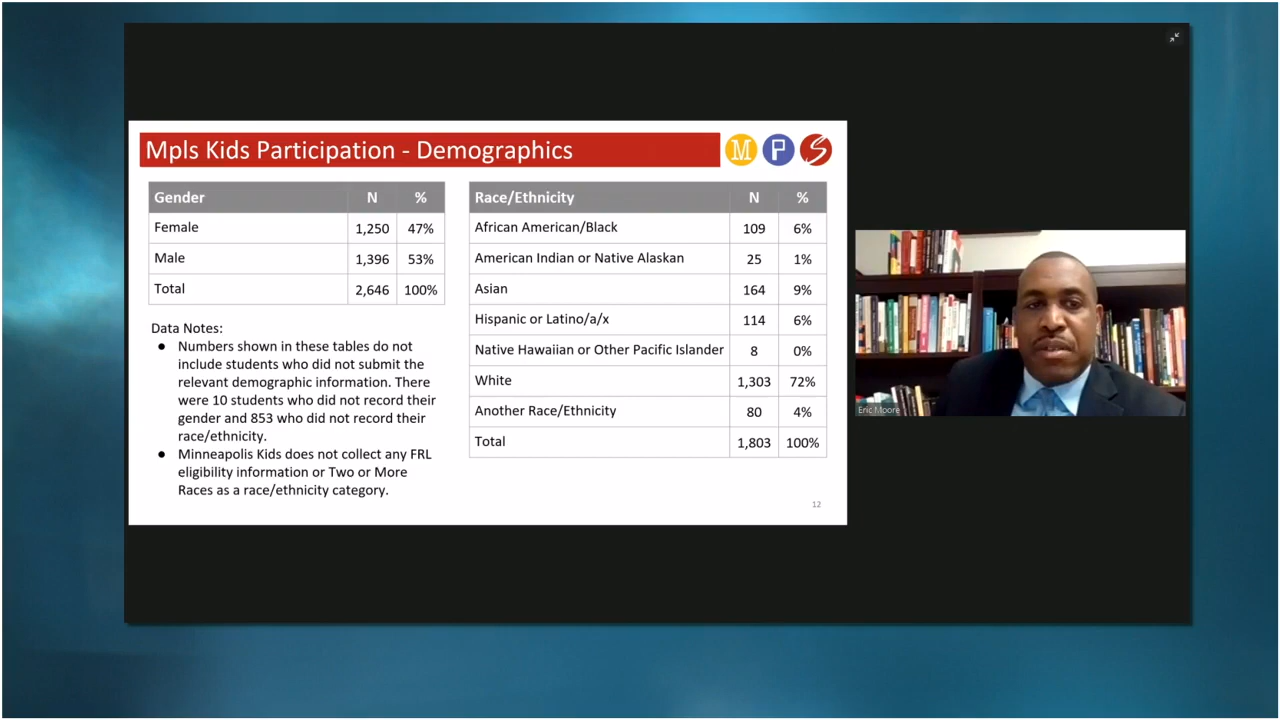 Mpls Kids Participation - Demographics
M P S
Gender N %
Female 1,250 47%
Male 1,396 53%
Total 2,646 100%
Data Notes:
● Numbers shown in these tables do not
include students who did not submit the
relevant demographic information. There
were 10 students who did not record their
gender and 853 who did not record their
race/ethnicity.
● Minneapolis Kids does not collect any FRL
eligibility information or Two or More
Races as a race/ethnicity category.
Race/Ethnicity N %
African American/Black 109 6%
American Indian or Native Alaskan 25 1%
Asian 164 9%
Hispanic or Latino/a/x 114 6%
Native Hawaiian or Other Pacific Islander 8 0%
White 1,303 72%
Another Race/Ethnicity 80 4%
Total 1,803 100%
12
Eric Moore